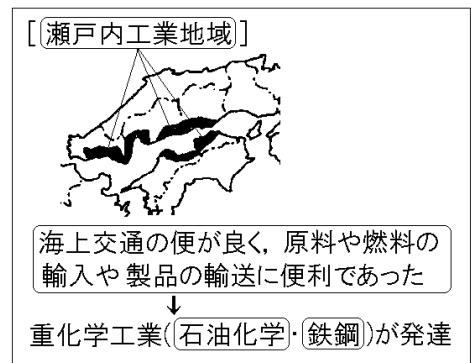 [瀬戸内工業地域]
海上交通の便が良く，原料や燃料の
輸入や製品の輸送に便利であった
↓
重化学工業(石油化学・鉄鋼)が発達